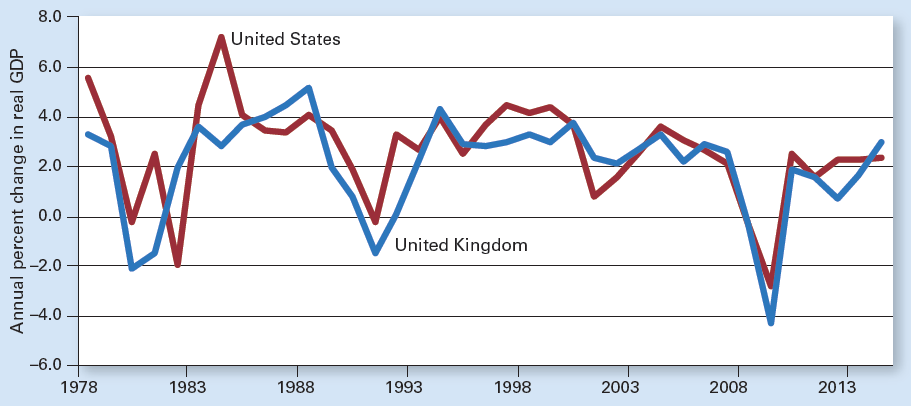 Annual percent change in real GDP
8.0
6.0
4.0
2.0
0.0
–2.0
–4.0
–6.0
United States
United Kingdom
1978 1983 1988 1993 1998 2003 2008 2013